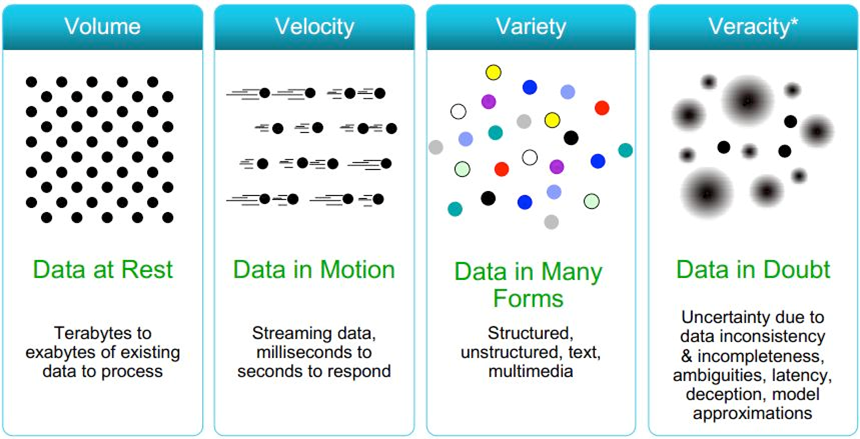 Volume
Data at Rest
Terabytes to
exabytes of existing
data to process
Velocity
Data in Motion
Streaming data,
milliseconds to
seconds to respond
Variety
Data in Many
Forms
Structured,
unstructured, text,
multimedia
Veracity*
Data in Doubt
Uncertainty due to
data inconsistency
& incompleteness,
ambiguities, latency,
deception, model
approximations